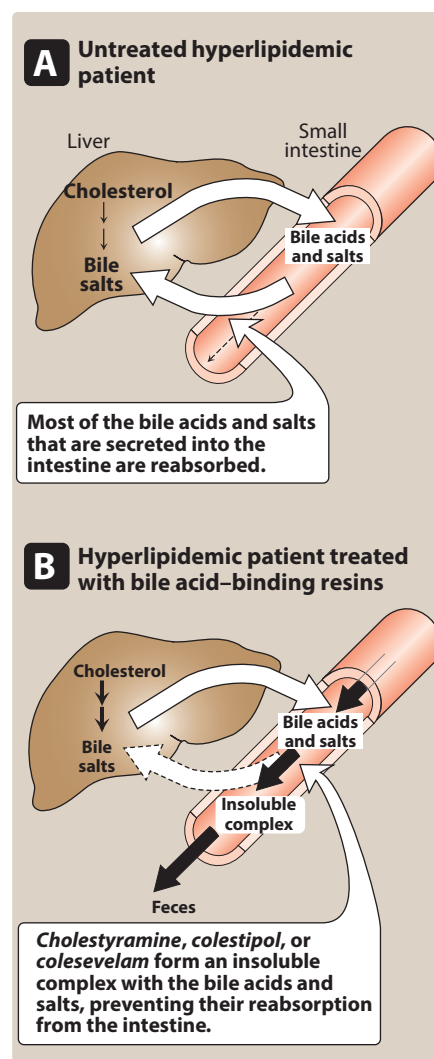 A Untreated hyperlipidemic
patient
Liver
Small
intestine
Cholesterol
Bile
salts
Bile acids
and salts
Most of the bile acids and salts
that are secreted into the
intestine are reabsorbed.
B Hyperlipidemic patient treated
with bile acid–binding resins
Cholesterol
Bile
salts
Bile acids
and salts
Insoluble
complex
Feces
Cholestyramine, colestipol, or
colesevelam form an insoluble
complex with the bile acids and
salts, preventing their reabsorption
from the intestine.